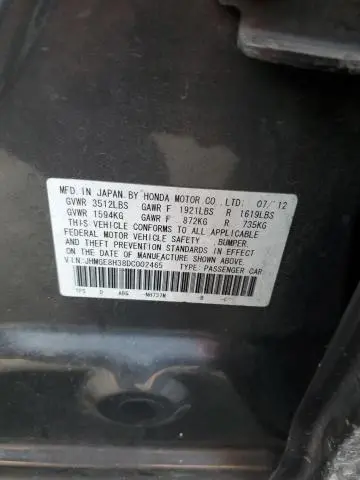 MFD. IN JAPAN BY HONDA MOTOR CO., LTD. 07/12
GVWR 3512LBS GAWR F 1921LBS R 1619LBS
GVWR 1594KG GAWR F 872KG R 735KG
THIS VEHICLE CONFORMS TO ALL APPLICABLE
FEDERAL MOTOR VEHICLE SAFETY, BUMPER,
AND THEFT PREVENTION STANDARDS IN
EFFECT ON THE DATE OF MANUFACTURE SHOWN ABOVE.
V.I.N: JHMGE8H38DC002465 TYPE: PASSENGER CAR
TPS D NH737M B